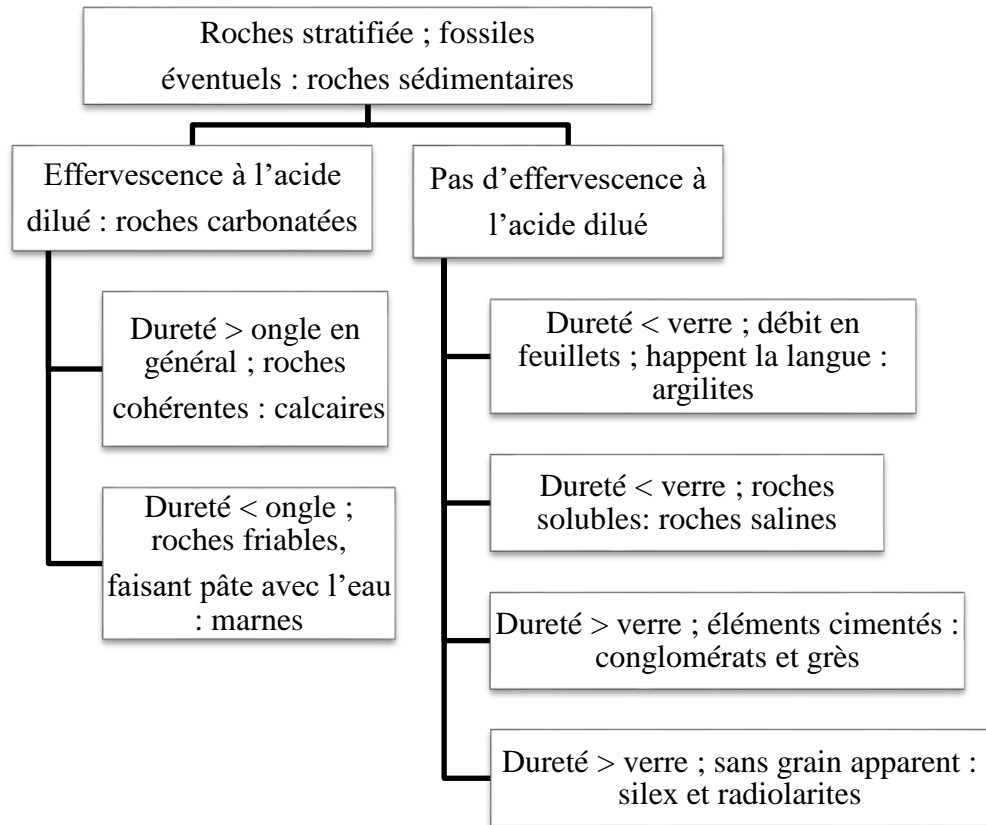 Roches stratifiée ; fossiles
éventuels : roches sédimentaires
Effervescence à l’acide
dilué : roches carbonatées
Pas d’effervescence à
l’acide dilué
Dureté > ongle en
général ; roches
cohérentes : calcaires
Dureté < ongle ;
roches friables,
faisant pâte avec l’eau
: marnes
Dureté < verre ; débit en
feuillets ; happent la langue :
argilites
Dureté < verre ; roches
solubles: roches salines
Dureté > verre ; éléments cimentés :
conglomérats et grès
Dureté > verre ; sans grain apparent :
silex et radiolarites